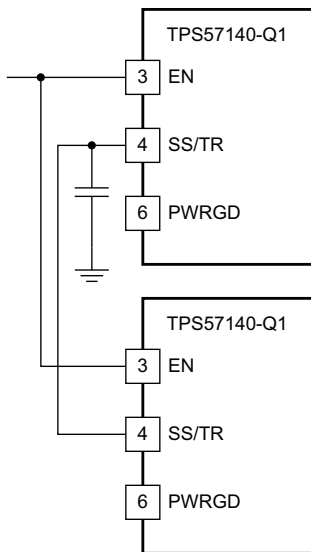 TPS57140-Q1
3 EN
4 SS/TR
6 PWRGD
TPS57140-Q1
3 EN
4 SS/TR
6 PWRGD